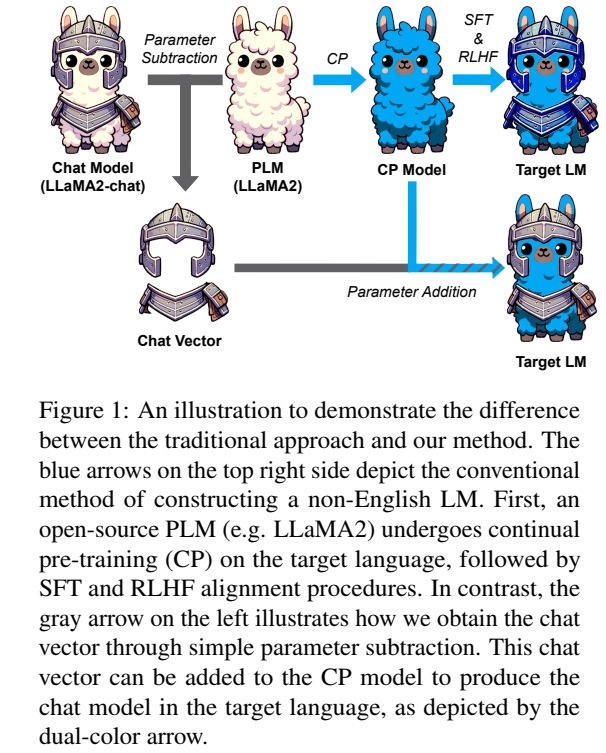 Parameter
Subtraction
CP
SFT
&
RLHF
Chat Model
(LLaMA2-chat)
PLM
(LLaMA2)
CP Model
Target LM
Parameter Addition
Chat Vector
Target LM
Figure 1: An illustration to demonstrate the difference
between the traditional approach and our method. The
blue arrows on the top right side depict the conventional
method of constructing a non-English LM. First, an
open-source PLM (e.g. LLaMA2) undergoes continual
pre-training (CP) on the target language, followed by
SFT and RLHF alignment procedures. In contrast, the
gray arrow on the left illustrates how we obtain the chat
vector through simple parameter subtraction. This chat
vector can be added to the CP model to produce the
chat model in the target language, as depicted by the
dual-color arrow.